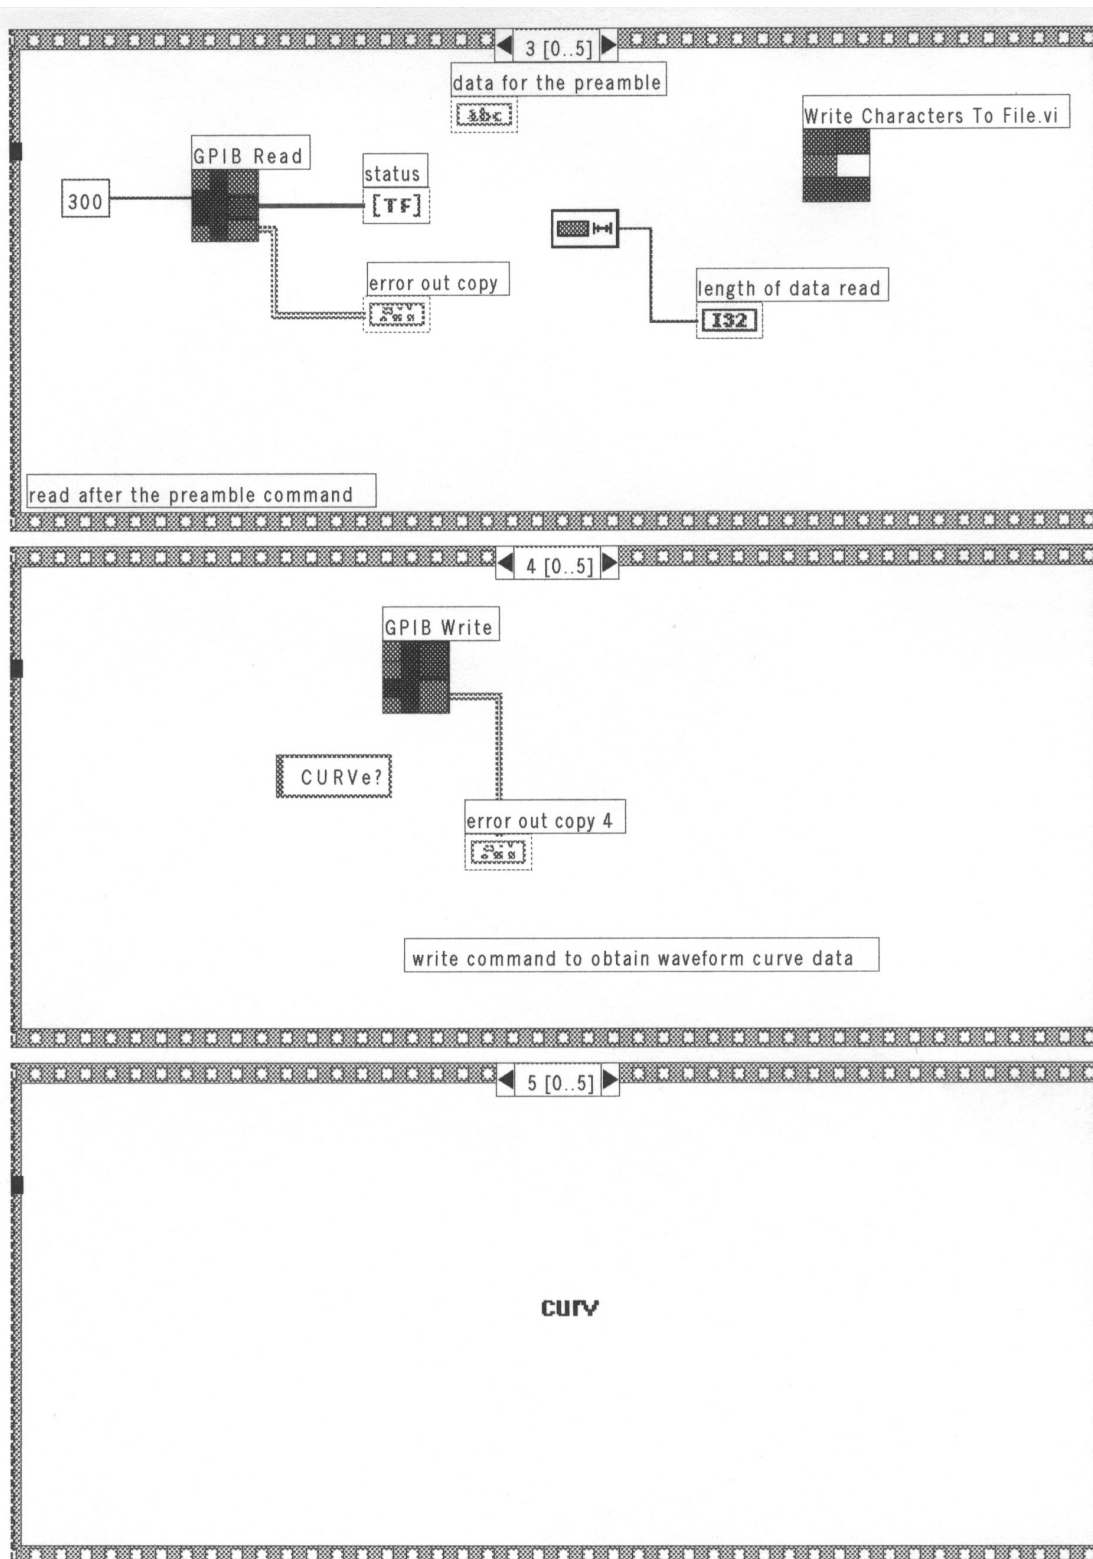 3 [0..5]
data for the preamble
abc
Write Characters To File.vi
GPIB Read
300
status
[TF]
error out copy
length of data read
I32
read after the preamble command
4 [0..5]
GPIB Write
CURVe?
error out copy 4
write command to obtain waveform curve data
5 [0..5]
curv